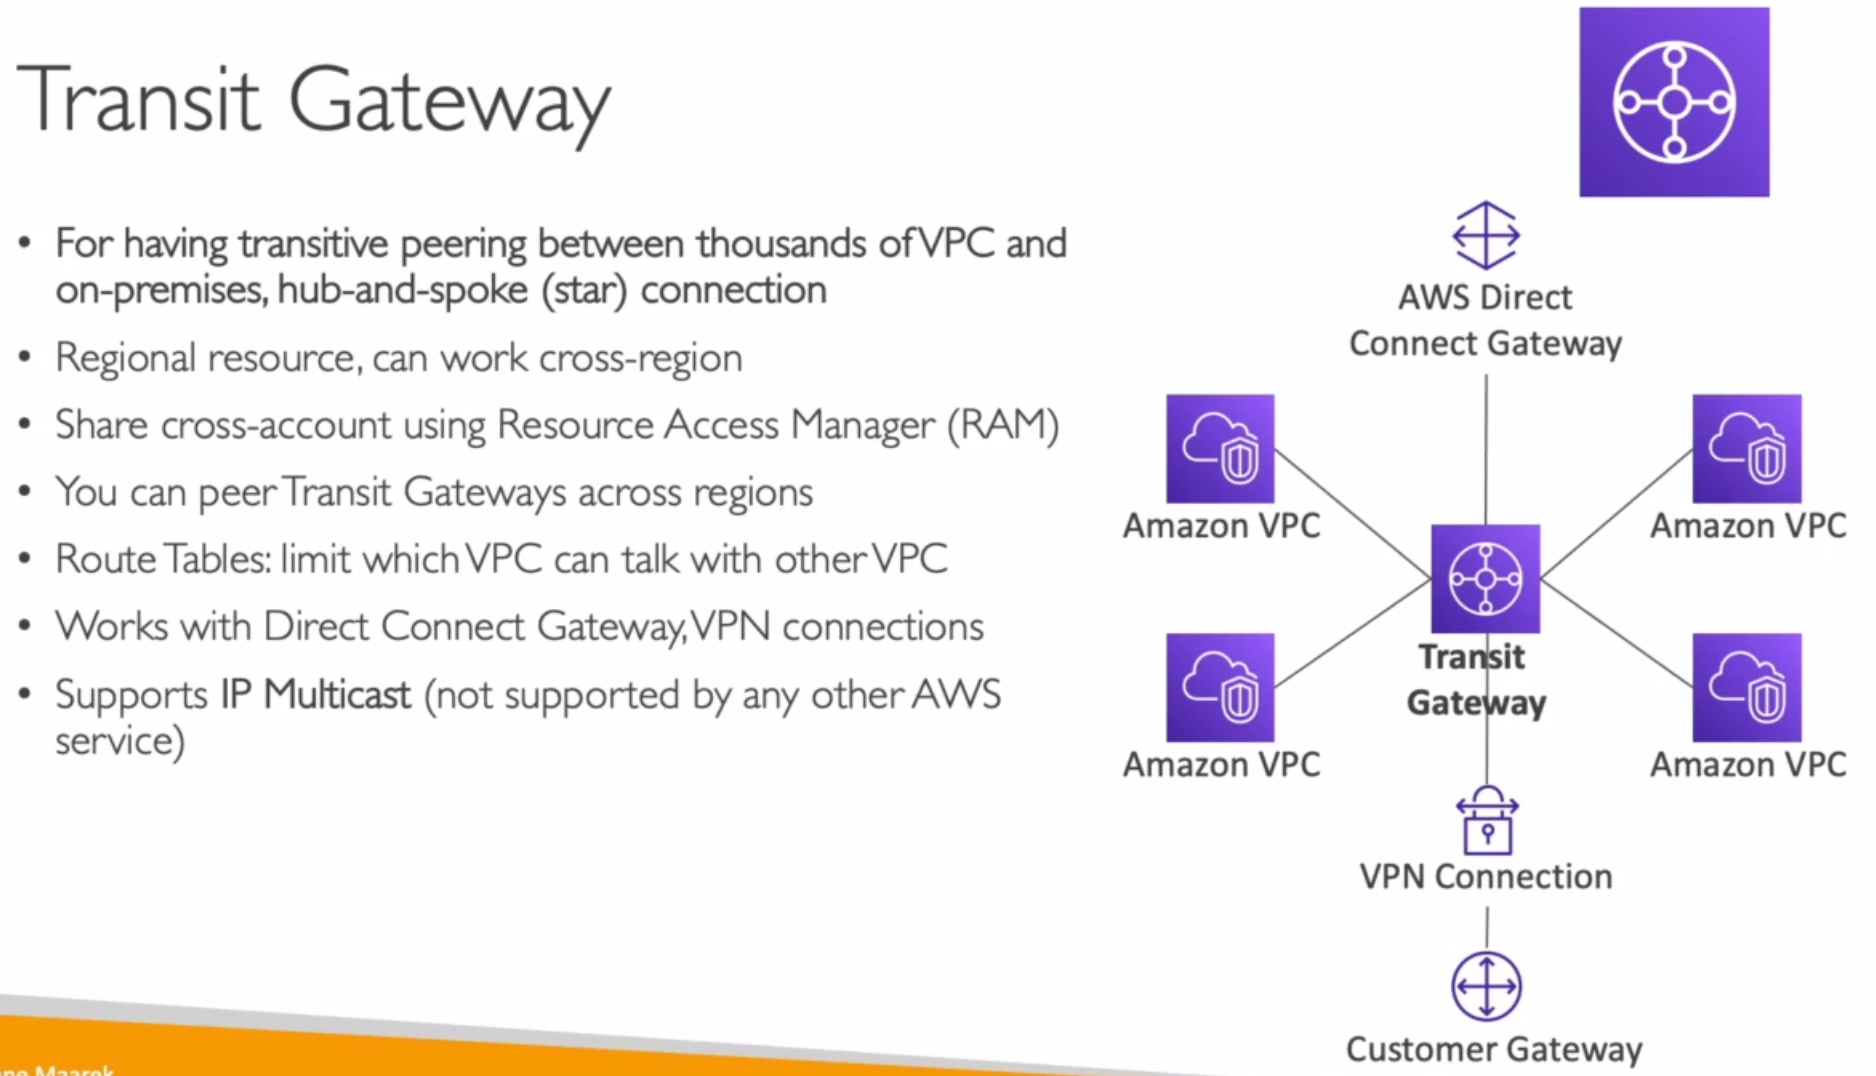 Transit Gateway
• For having transitive peering between thousands of VPC and
on-premises, hub-and-spoke (star) connection
• Regional resource, can work cross-region
• Share cross-account using Resource Access Manager (RAM)
• You can peer Transit Gateways across regions
• Route Tables: limit which VPC can talk with other VPC
• Works with Direct Connect Gateway, VPN connections
• Supports IP Multicast (not supported by any other AWS
service)
AWS Direct
Connect Gateway
Amazon VPC
Amazon VPC
Transit
Gateway
Amazon VPC
Amazon VPC
VPN Connection
Customer Gateway
Maarek